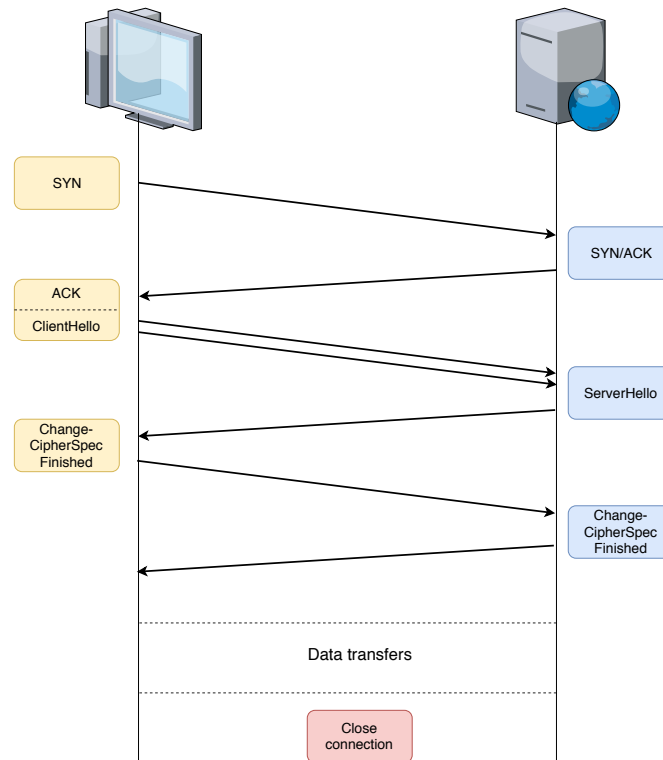 SYN
SYN/ACK
ACK
ClientHello
ServerHello
Change-
CipherSpec
Finished
Change-
CipherSpec
Finished
Data transfers
Close
connection